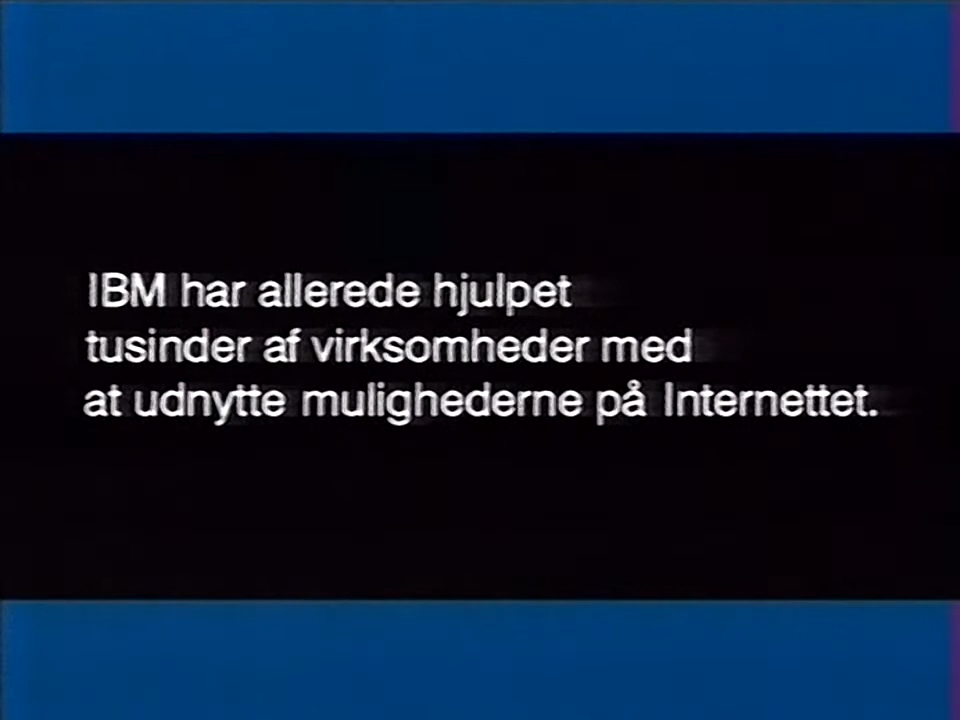 IBM har allerede hjulpet
tusinder af virksomheder med
at udnytte mulighederne på Internettet.